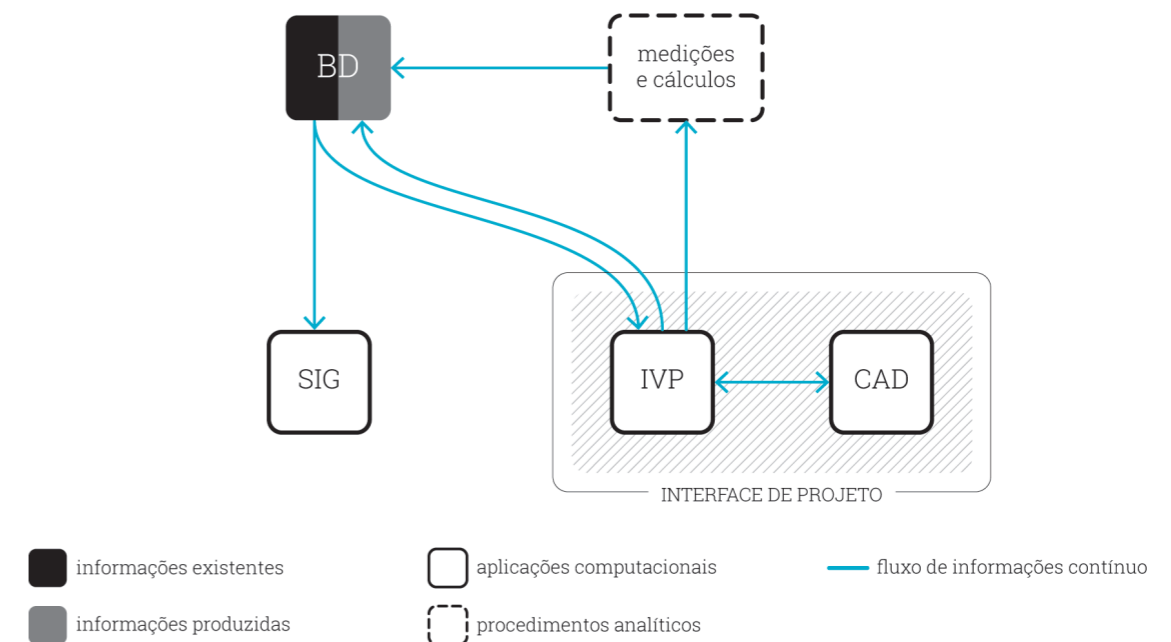 BD
medições
e cálculos
SIG
IVP
CAD
INTERFACE DE PROJETO
informações existentes
aplicações computacionais
fluxo de informações contínuo
informações produzidas
procedimentos analíticos